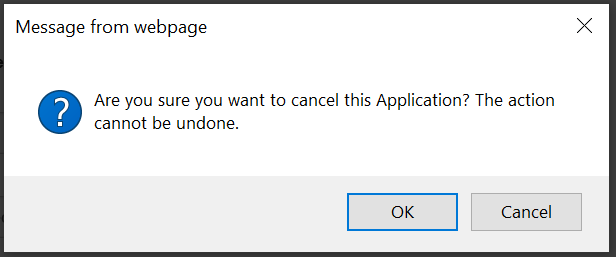 Message from webpage
Are you sure you want to cancel this Application? The action
cannot be undone.
OK
Cancel